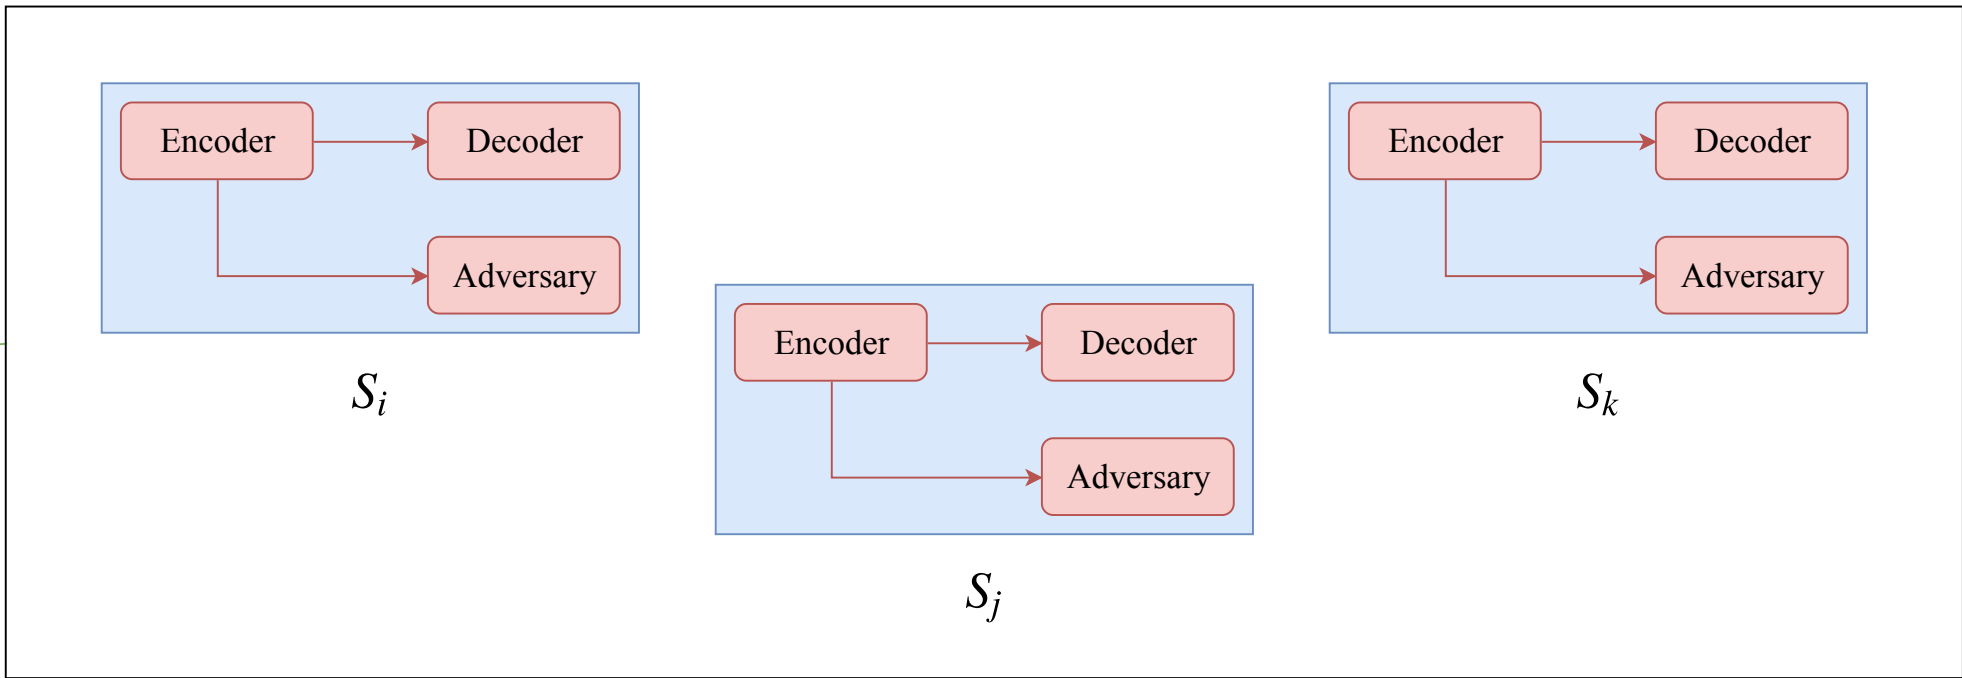 Encoder
Decoder
Adversary
S_i
Encoder
Decoder
Adversary
S_j
Encoder
Decoder
Adversary
S_k